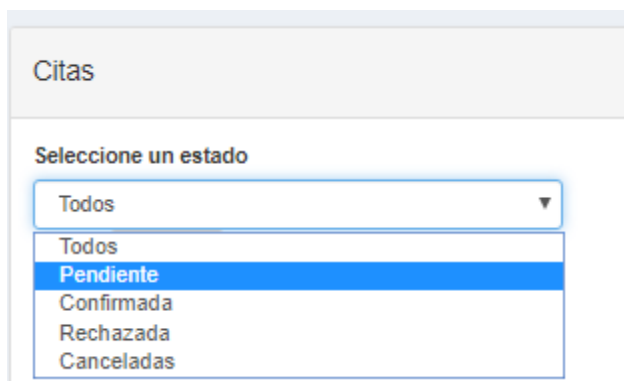 Citas
Seleccione un estado
Todos
Todos
Pendiente
Confirmada
Rechazada
Canceladas